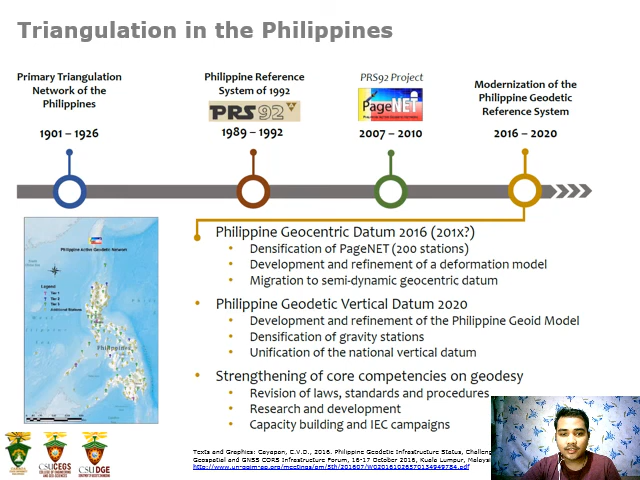 Triangulation in the Philippines
Primary Triangulation
Network of the
Philippines
1901 – 1926
Philippine Reference
System of 1992
PRS 92
1989 – 1992
PRS92 Project
PageNET
2007 – 2010
Modernization of the
Philippine Geodetic
Reference System
2016 – 2020
Philippine Active Geodetic Network
Legend
Philippines
Philippine Geocentric Datum 2016 (201X?)
• Densification of PageNET (200 stations)
• Development and refinement of a deformation model
• Migration to semi-dynamic geocentric datum
• Philippine Geodetic Vertical Datum 2020
• Development and refinement of the Philippine Geoid Model
• Densification of gravity stations
• Unification of the national vertical datum
• Strengthening of core competencies on geodesy
• Revision of laws, standards and procedures
• Research and development
• Capacity building and IEC campaigns
CSUCEGS
CSUDGE
Texts and Graphics: Cayapan, C.V.D., 2016. Philippine Geodetic Infrastructure Status, Challeng
Geospatial and GNSS CORS Infrastructure Forum, 16-17 October 2016, Kuala Lumpur, Malaysi